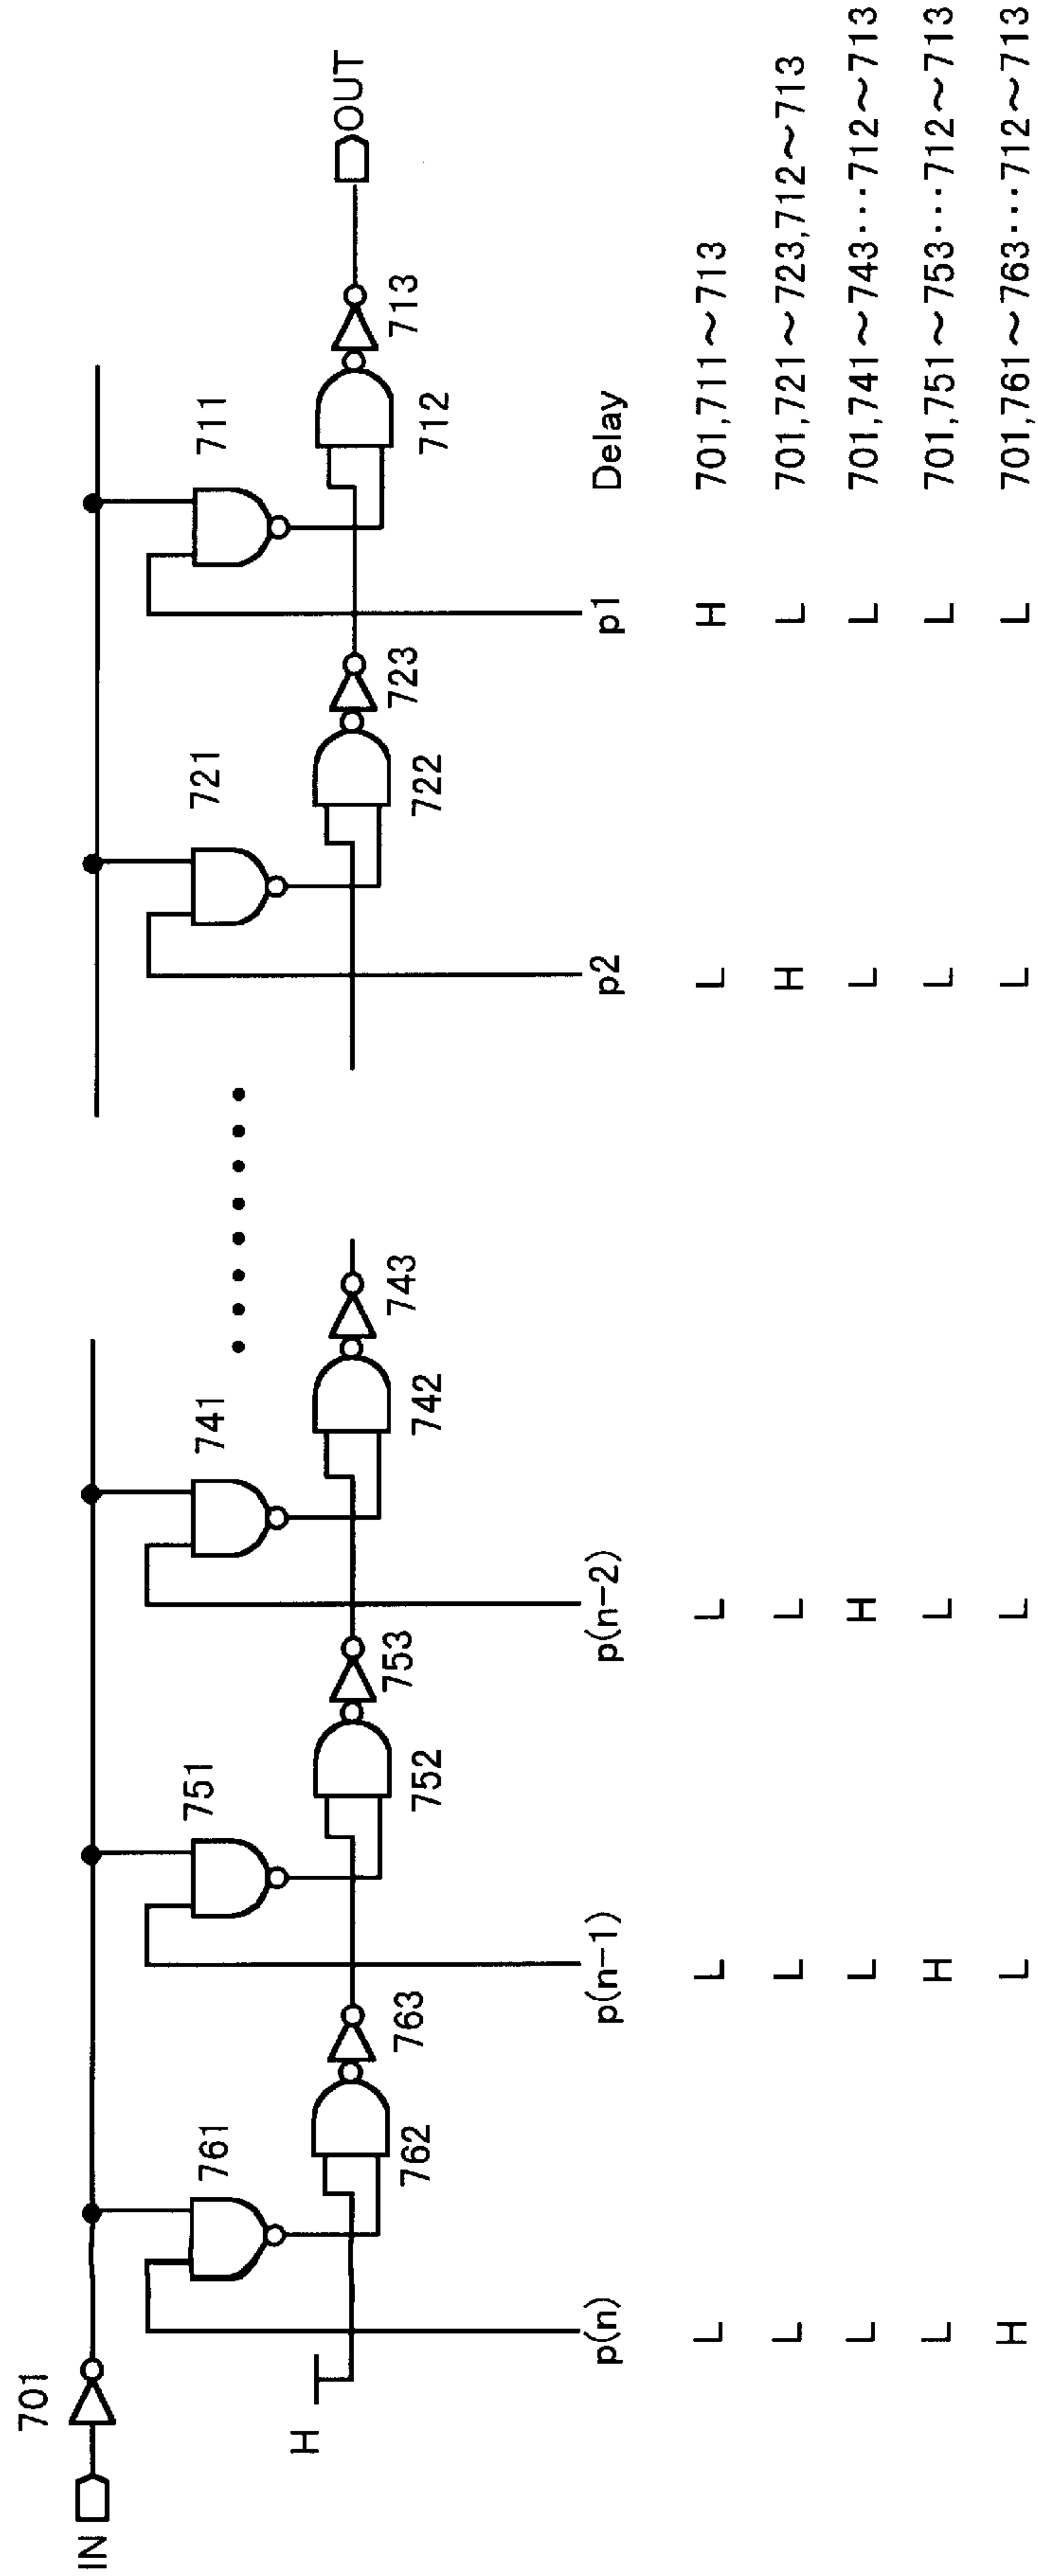 IN
701
H
761
762
763
751
752
753
741
742
743
721
722
723
711
712
713
OUT
p(n) p(n-1) p(n-2) p2 p1 Delay
L L L L H 701,711~713
L L L H L 701,721~723,712~713
L L H L L 701,741~743···712~713
L H L L L 701,751~753···712~713
H L L L L 701,761~763···712~713